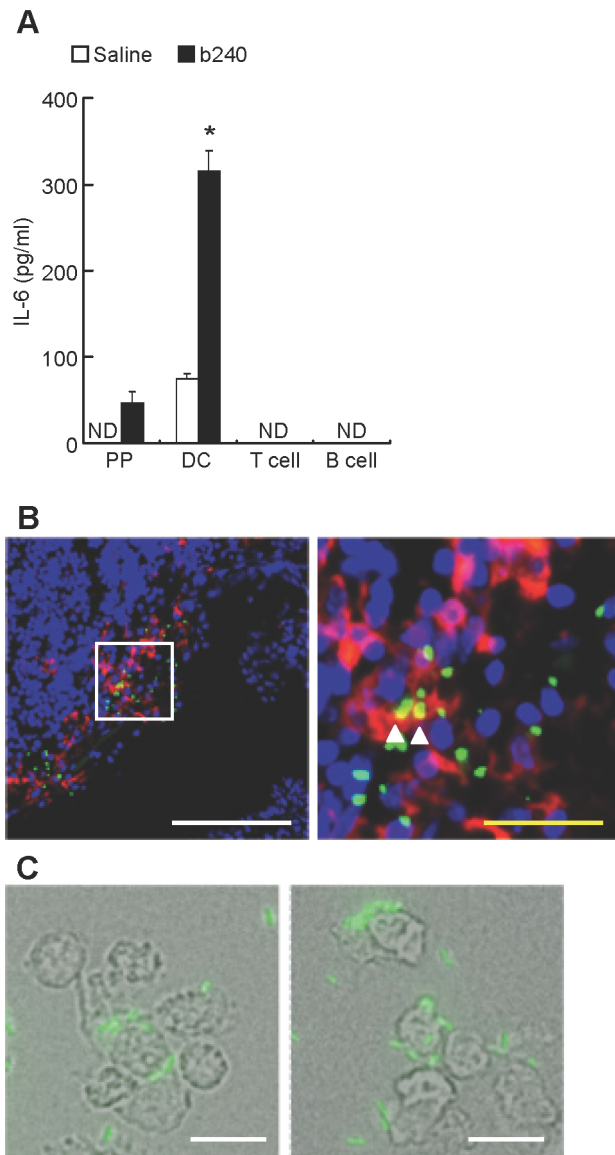 A
Saline b240
400
300
200
100
0
IL-6 (pg/ml)
*
ND ND ND
PP DC T cell B cell
B
C